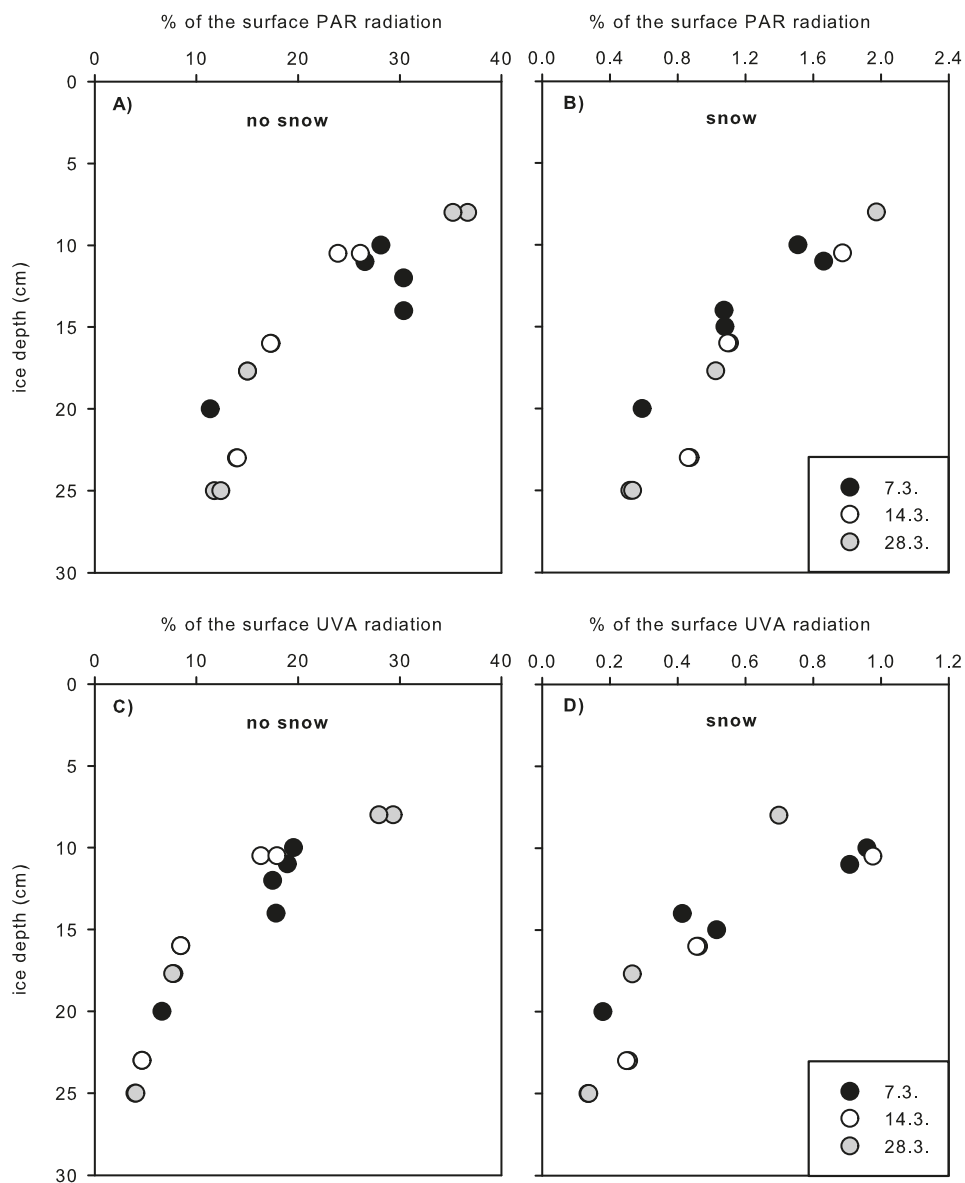 % of the surface PAR radiation
% of the surface PAR radiation
0 10 20 30 40
0.0 0.4 0.8 1.2 1.6 2.0 2.4
0
5
10
15
20
25
30
ice depth (cm)
A)
no snow
B)
snow
7.3.
14.3.
28.3.
% of the surface UVA radiation
% of the surface UVA radiation
0 10 20 30 40
0.0 0.2 0.4 0.6 0.8 1.0 1.2
0
5
10
15
20
25
30
ice depth (cm)
C)
no snow
D)
snow
7.3.
14.3.
28.3.